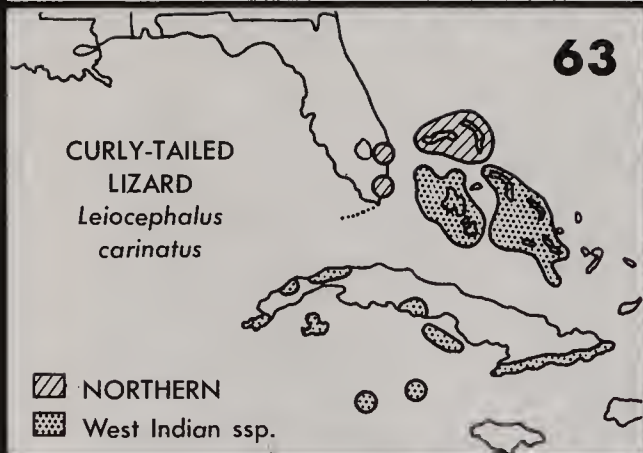 63
CURLY-TAILED
LIZARD
Leiocephalus
carinatus
NORTHERN
West Indian ssp.